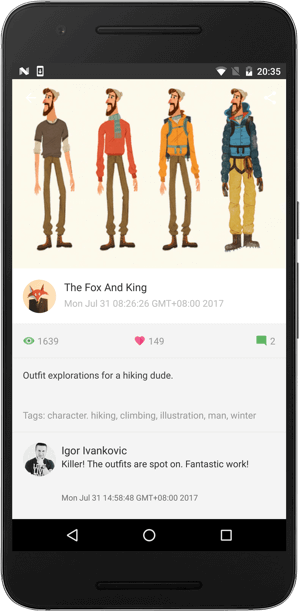 20:35
The Fox And King
Mon Jul 31 08:26:26 GMT+08:00 2017
1639 149 2
Outfit explorations for a hiking dude.
Tags: character. hiking, climbing, illustration, man, winter
Igor Ivankovic
Killer! The outfits are spot on. Fantastic work!
Mon Jul 31 14:58:48 GMT+08:00 2017